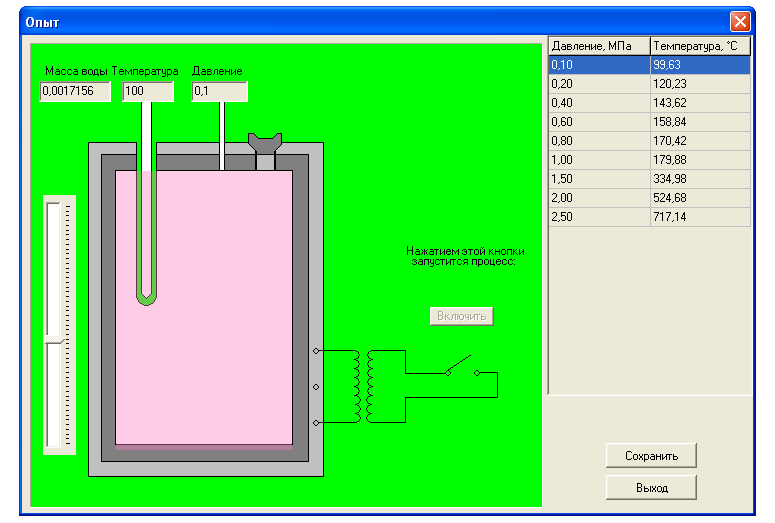 Опыт
Масса воды Температура Давление
0,0017156 100 0,1
Нажатием этой кнопки
запустится процесс:
Включить
Давление, МПа Температура, °C
0,10 99,63
0,20 120,23
0,40 143,62
0,60 158,84
0,80 170,42
1,00 179,88
1,50 334,98
2,00 524,68
2,50 717,14
Сохранить
Выход